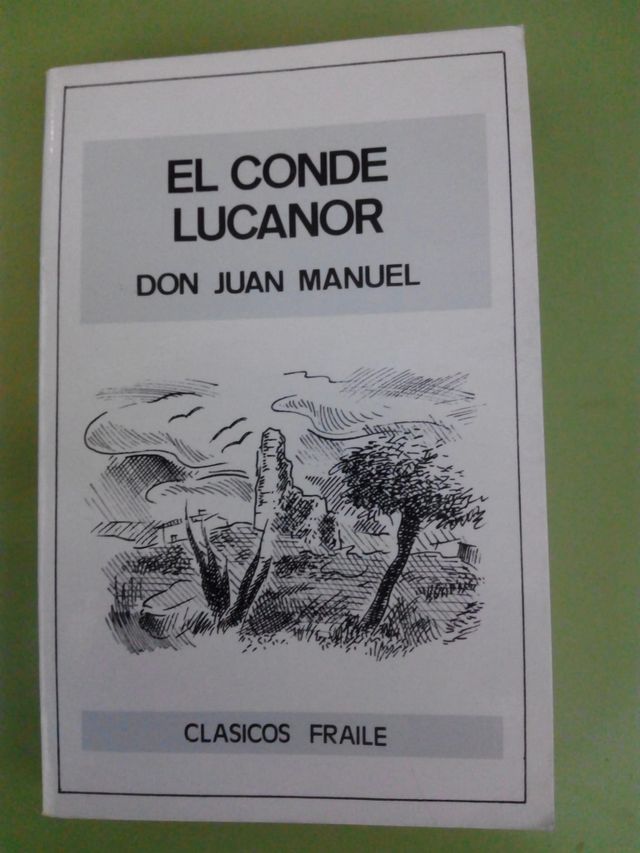 EL CONDE
LUCANOR
DON JUAN MANUEL
CLASICOS FRAILE